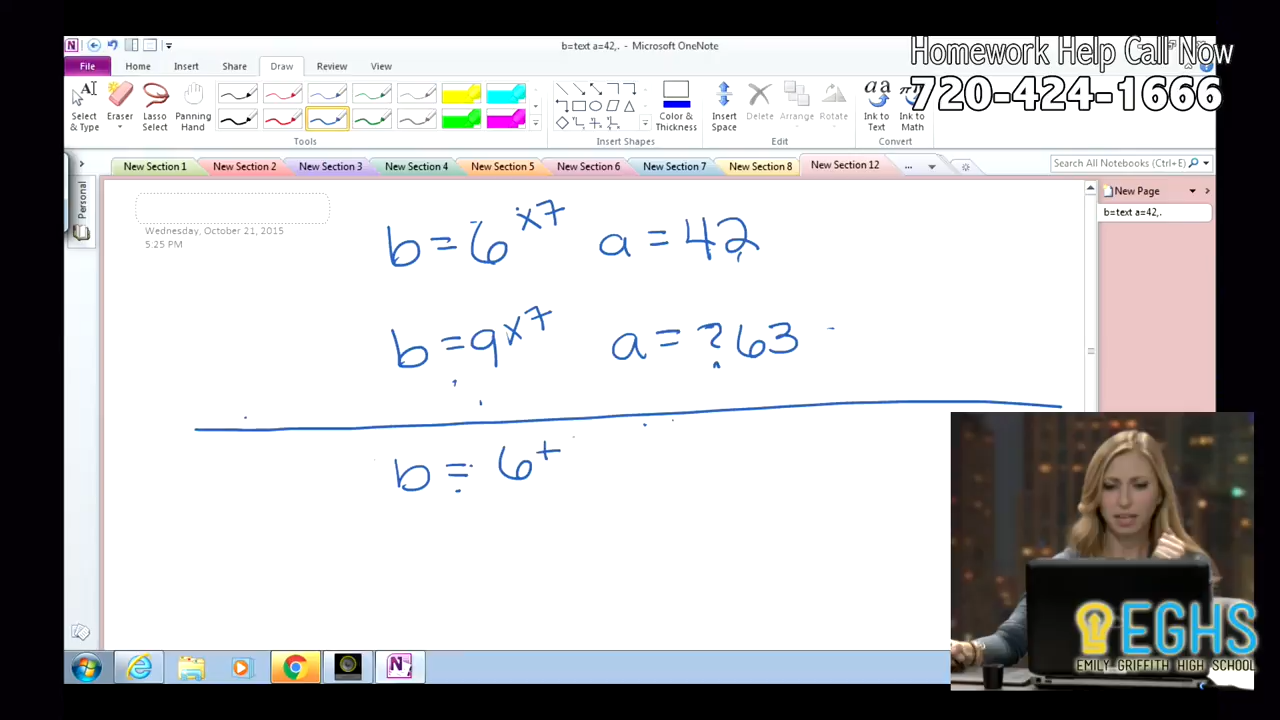 b=text a=42,. - Microsoft OneNote
Homework Help Call Now
720-424-1666
File Home Insert Share Draw Review View
Select & Type
Eraser
Lasso Select
Panning Hand
Color & Thickness
Insert Space
Delete
Arrange
Rotate
Ink to Text
Ink to Math
Tools
Insert Shapes
Edit
Convert
New Section 1 New Section 2 New Section 3 New Section 4 New Section 5 New Section 6 New Section 7 New Section 8 New Section 12 ...
Search All Notebooks (Ctrl+E)
Personal
New Page
b=text a=42,.
Wednesday, October 21, 2015
5:25 PM
b = 6 x7 a = 42
b = 9 x7 a = ? 63
b = 6 +
EGHS
EMILY GRIFFITH HIGH SCHOOL